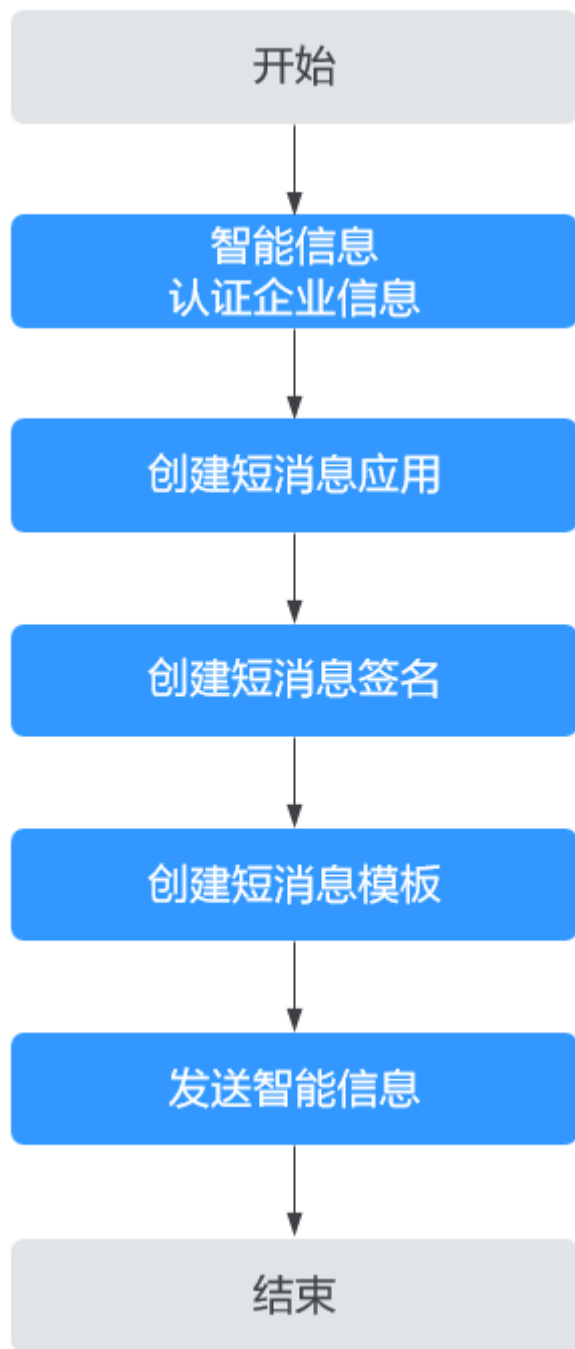 开始
智能信息
认证企业信息
创建短消息应用
创建短消息签名
创建短消息模板
发送智能信息
结束